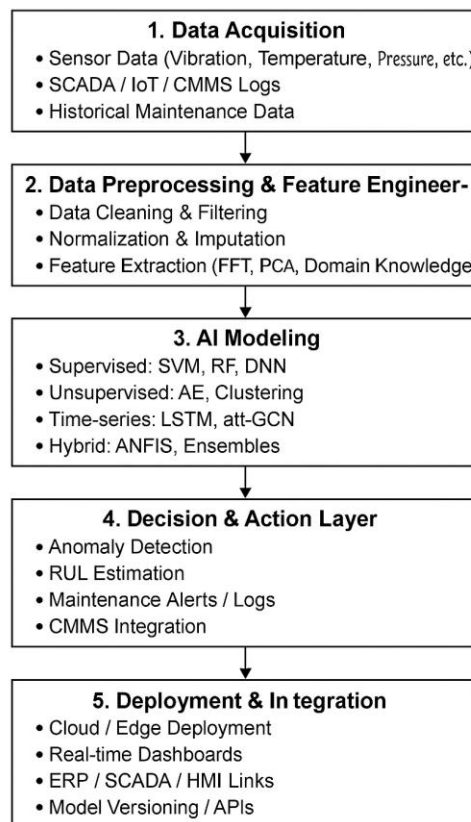 1. Data Acquisition
• Sensor Data (Vibration, Temperature, Pressure, etc.)
• SCADA / IoT / CMMS Logs
• Historical Maintenance Data
2. Data Preprocessing & Feature Engineer-
• Data Cleaning & Filtering
• Normalization & Imputation
• Feature Extraction (FFT, PCA, Domain Knowledge
3. AI Modeling
• Supervised: SVM, RF, DNN
• Unsupervised: AE, Clustering
• Time-series: LSTM, att-GCN
• Hybrid: ANFIS, Ensembles
4. Decision & Action Layer
• Anomaly Detection
• RUL Estimation
• Maintenance Alerts / Logs
• CMMS Integration
5. Deployment & In tegration
• Cloud / Edge Deployment
• Real-time Dashboards
• ERP / SCADA / HMI Links
• Model Versioning / APIs